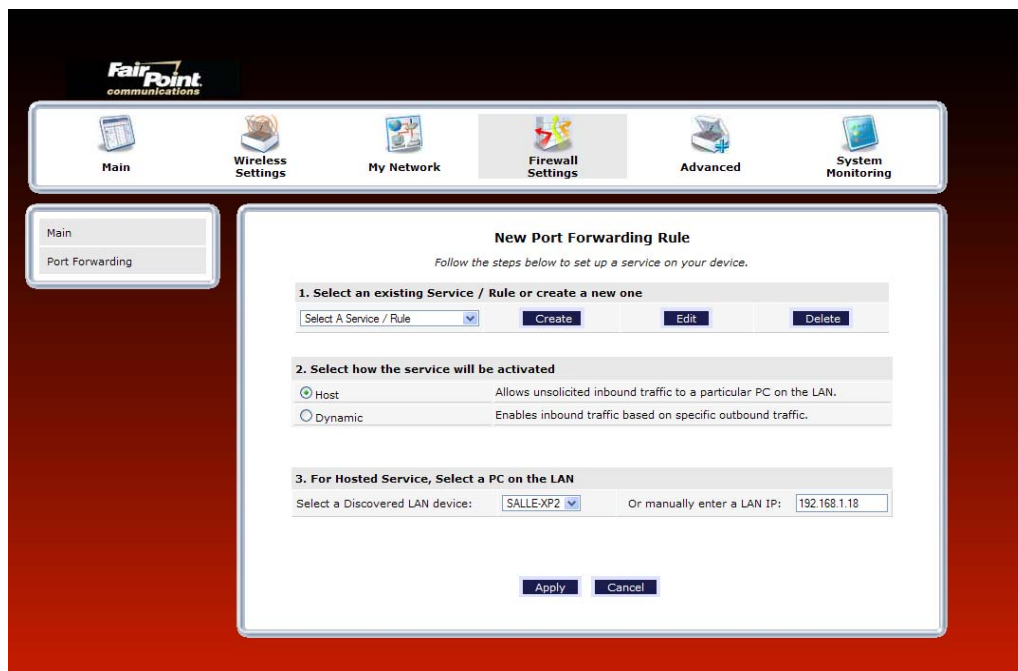 FairPoint.
communications
Main
Wireless Settings
My Network
Firewall Settings
Advanced
System Monitoring
Main
Port Forwarding
New Port Forwarding Rule
Follow the steps below to set up a service on your device.
1. Select an existing Service / Rule or create a new one
Select A Service / Rule Create Edit Delete
2. Select how the service will be activated
Host Allows unsolicited inbound traffic to a particular PC on the LAN.
Dynamic Enables inbound traffic based on specific outbound traffic.
3. For Hosted Service, Select a PC on the LAN
Select a Discovered LAN device: SALLE-XP2 Or manually enter a LAN IP: 192.168.1.18
Apply Cancel